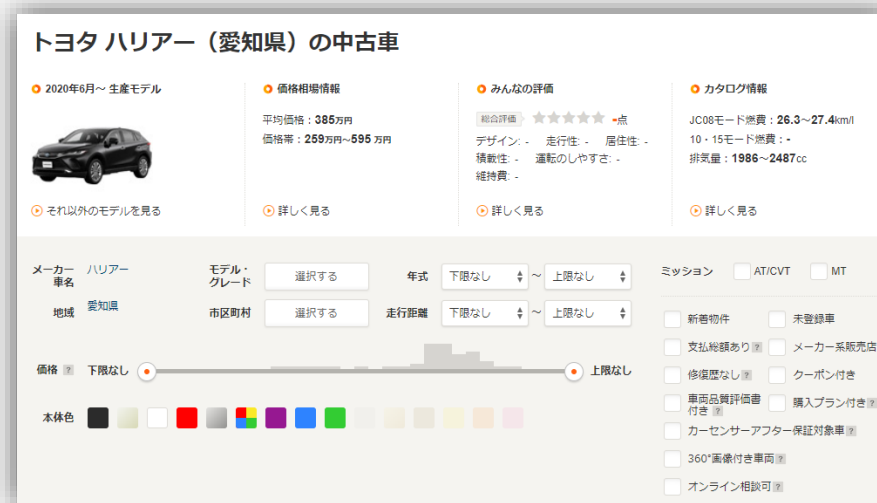 トヨタ ハリアー（愛知県）の中古車
2020年6月～ 生産モデル
それ以外のモデルを見る
価格相場情報
平均価格：385万円
価格帯：259万円～595 万円
詳しく見る
みんなの評価
総合評価 -点
デザイン: - 走行性: - 居住性: -
積載性: - 運転のしやすさ: -
維持費: -
詳しく見る
カタログ情報
JC08モード燃費：26.3～27.4km/l
10・15モード燃費：-
排気量：1986～2487cc
詳しく見る
メーカー
車名
ハリアー
地域
愛知県
モデル・
グレード
選択する
市区町村
選択する
年式 下限なし ～ 上限なし
走行距離 下限なし ～ 上限なし
価格 ? 下限なし 上限なし
本体色
ミッション AT/CVT MT
新着物件 未登録車
支払総額あり ? メーカー系販売店
修復歴なし ? クーポン付き
車両品質評価書
付き ?
購入プラン付き ?
カーセンサーアフター保証対象車 ?
360°画像付き車両 ?
オンライン相談可 ?